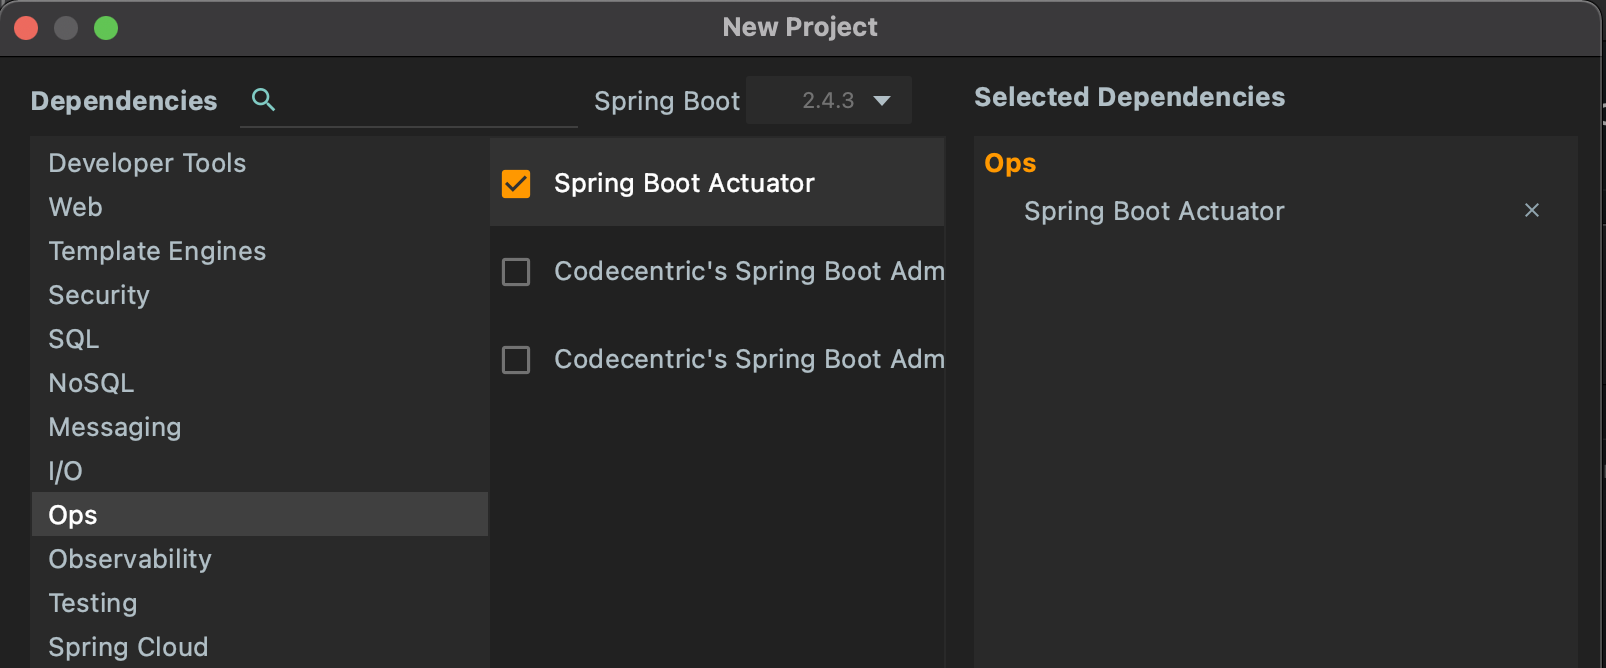 New Project
Dependencies
Spring Boot 2.4.3
Selected Dependencies
Developer Tools
Web
Template Engines
Security
SQL
NoSQL
Messaging
I/O
Ops
Observability
Testing
Spring Cloud
Spring Boot Actuator
Codecentric's Spring Boot Adm
Codecentric's Spring Boot Adm
Ops
Spring Boot Actuator